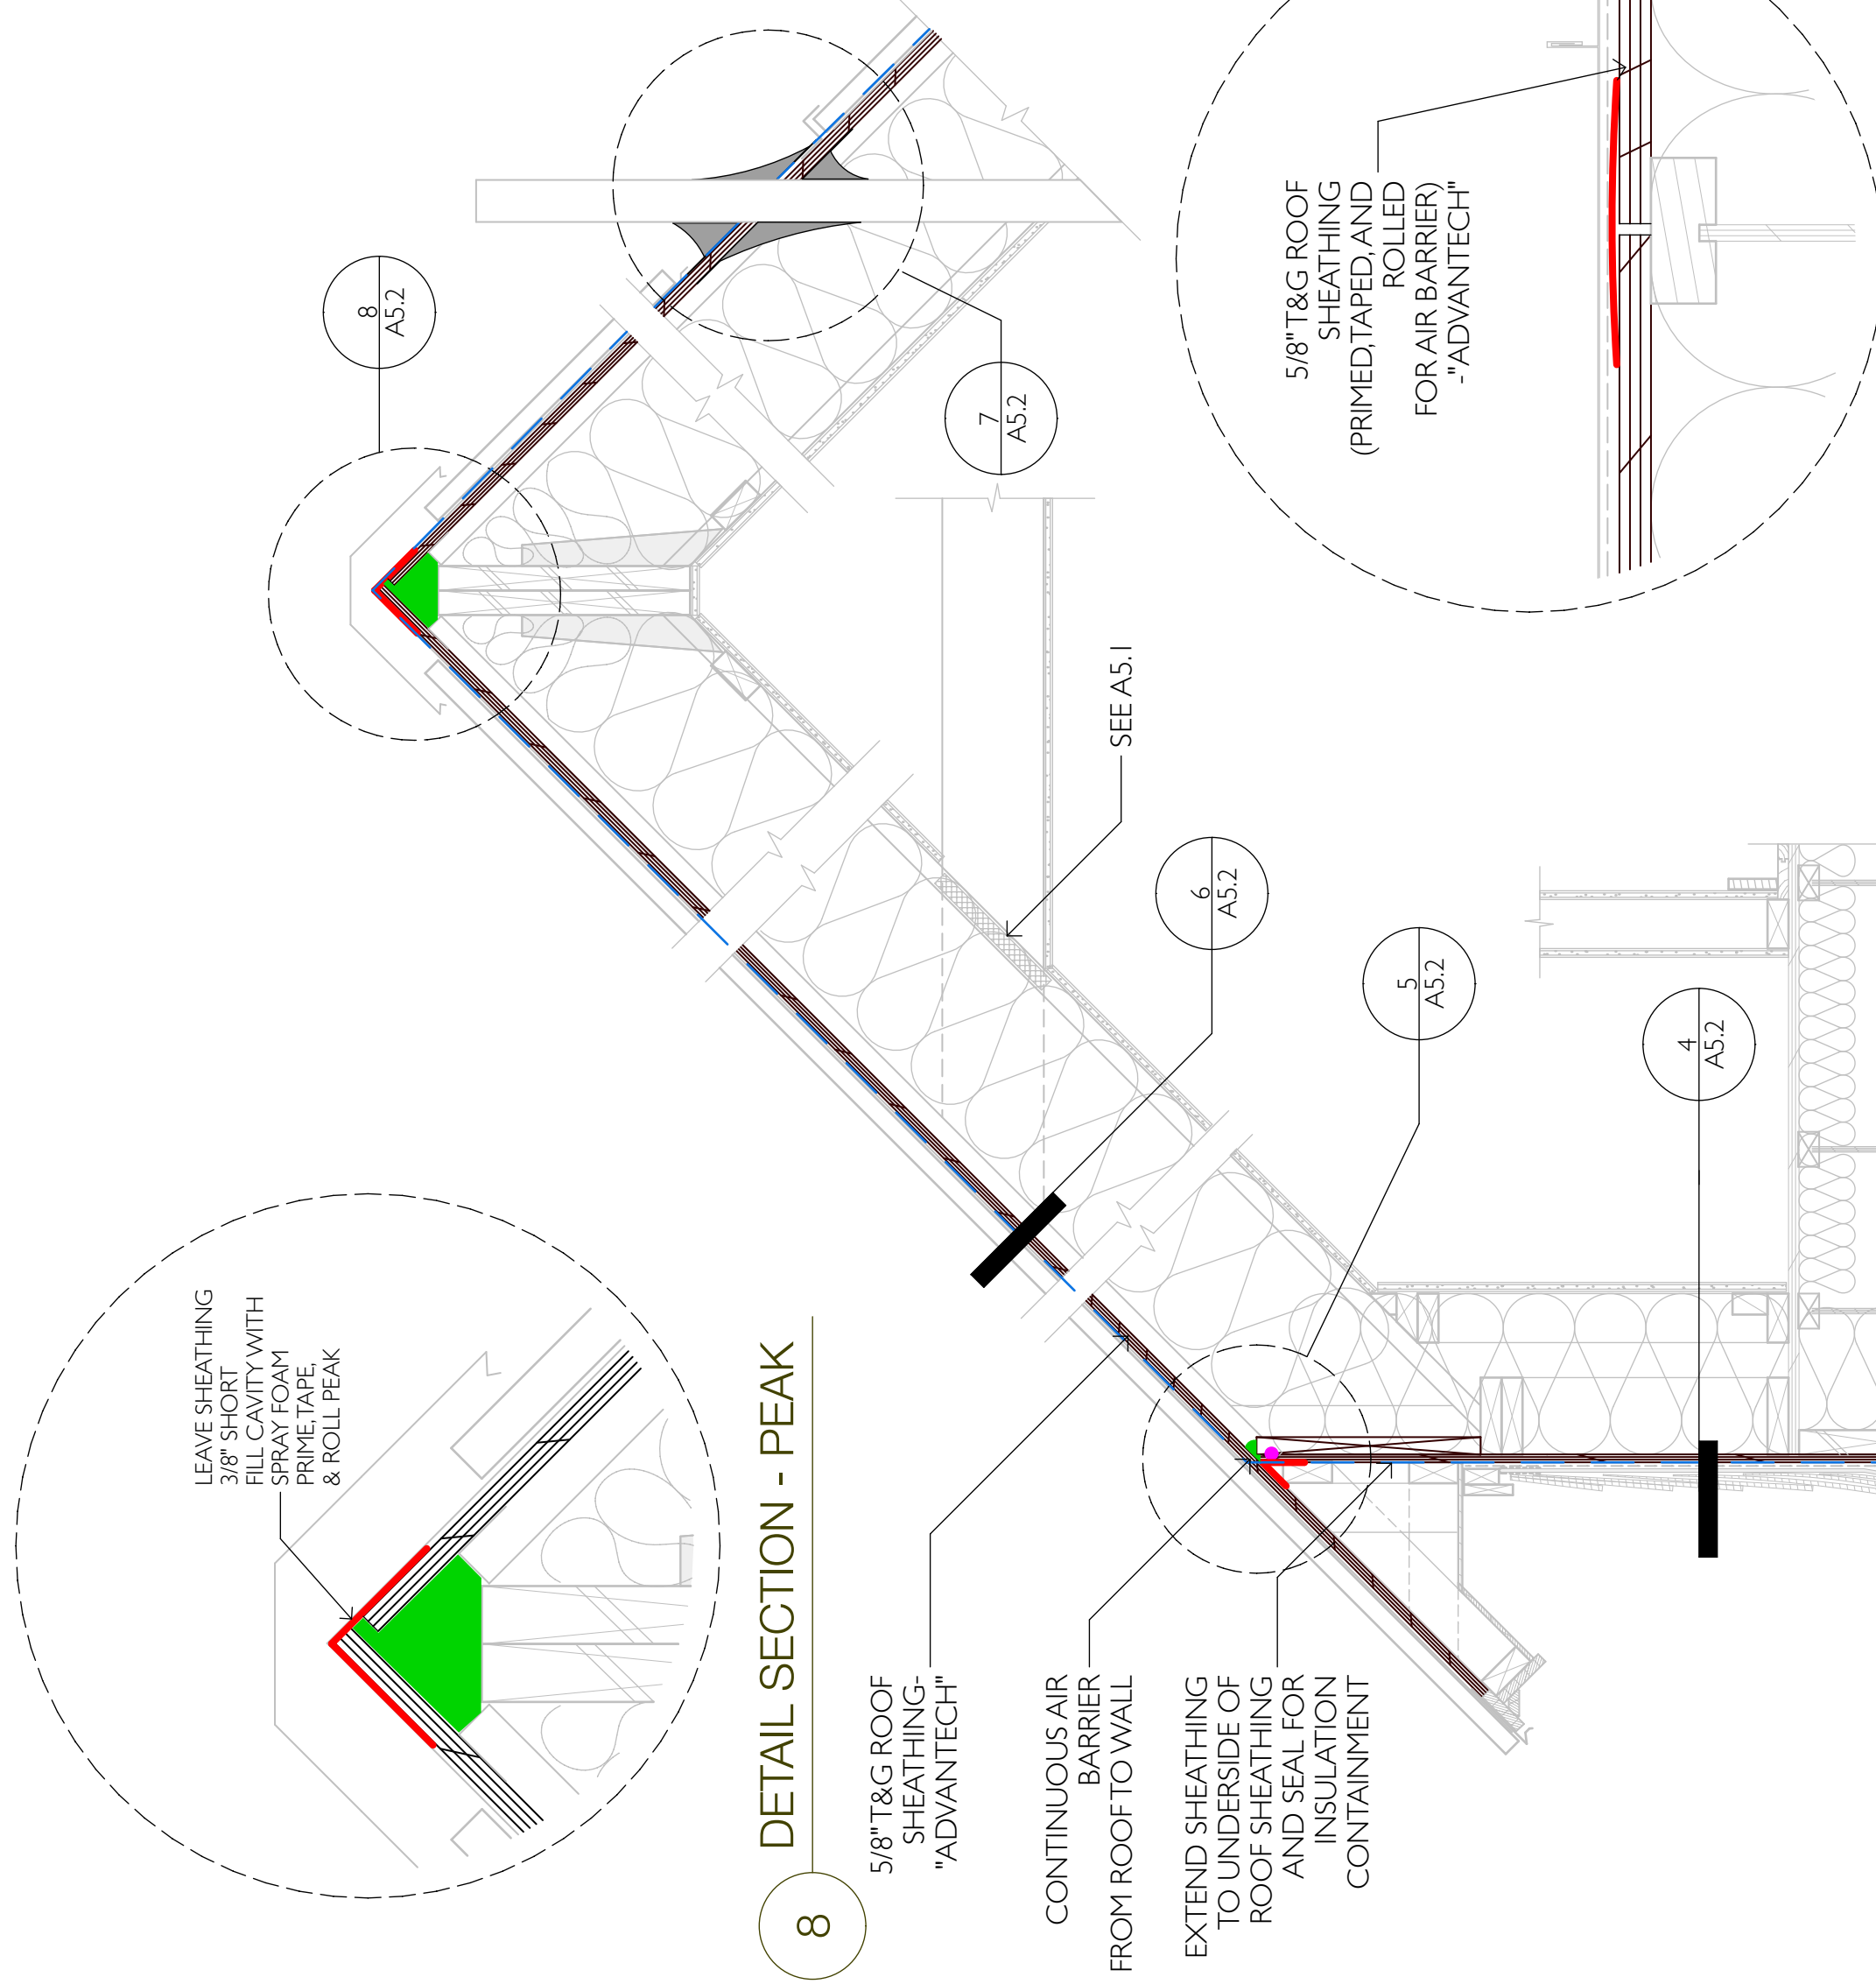 LEAVE SHEATHING
3/8" SHORT
FILL CAVITY WITH
SPRAY FOAM
PRIME, TAPE,
& ROLL PEAK
8
DETAIL SECTION - PEAK
5/8" T&G ROOF
SHEATHING-
"ADVANTECH"
CONTINUOUS AIR
BARRIER
FROM ROOF TO WALL
EXTEND SHEATHING
TO UNDERSIDE OF
ROOF SHEATHING
AND SEAL FOR
INSULATION
CONTAINMENT
8
A5.2
7
A5.2
SEE A5.1
6
A5.2
5
A5.2
4
A5.2
5/8" T&G ROOF
SHEATHING
(PRIMED, TAPED, AND
ROLLED
FOR AIR BARRIER)
-"ADVANTECH"